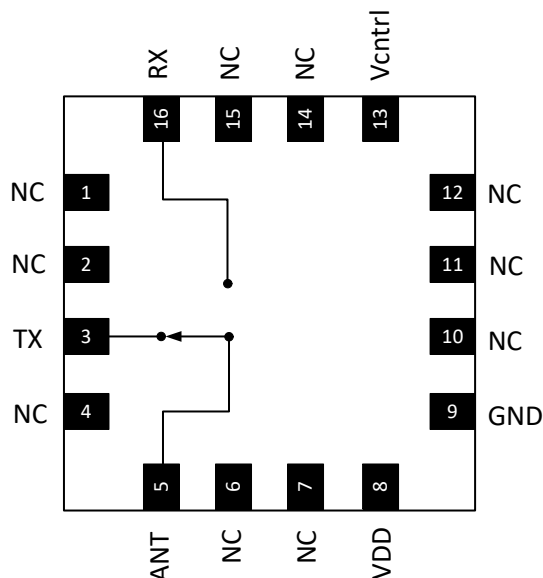 RX NC NC Vcntrl
16 15 14 13
NC 1 12 NC
NC 2 11 NC
TX 3 10 NC
NC 4 9 GND
5 6 7 8
ANT NC NC VDD